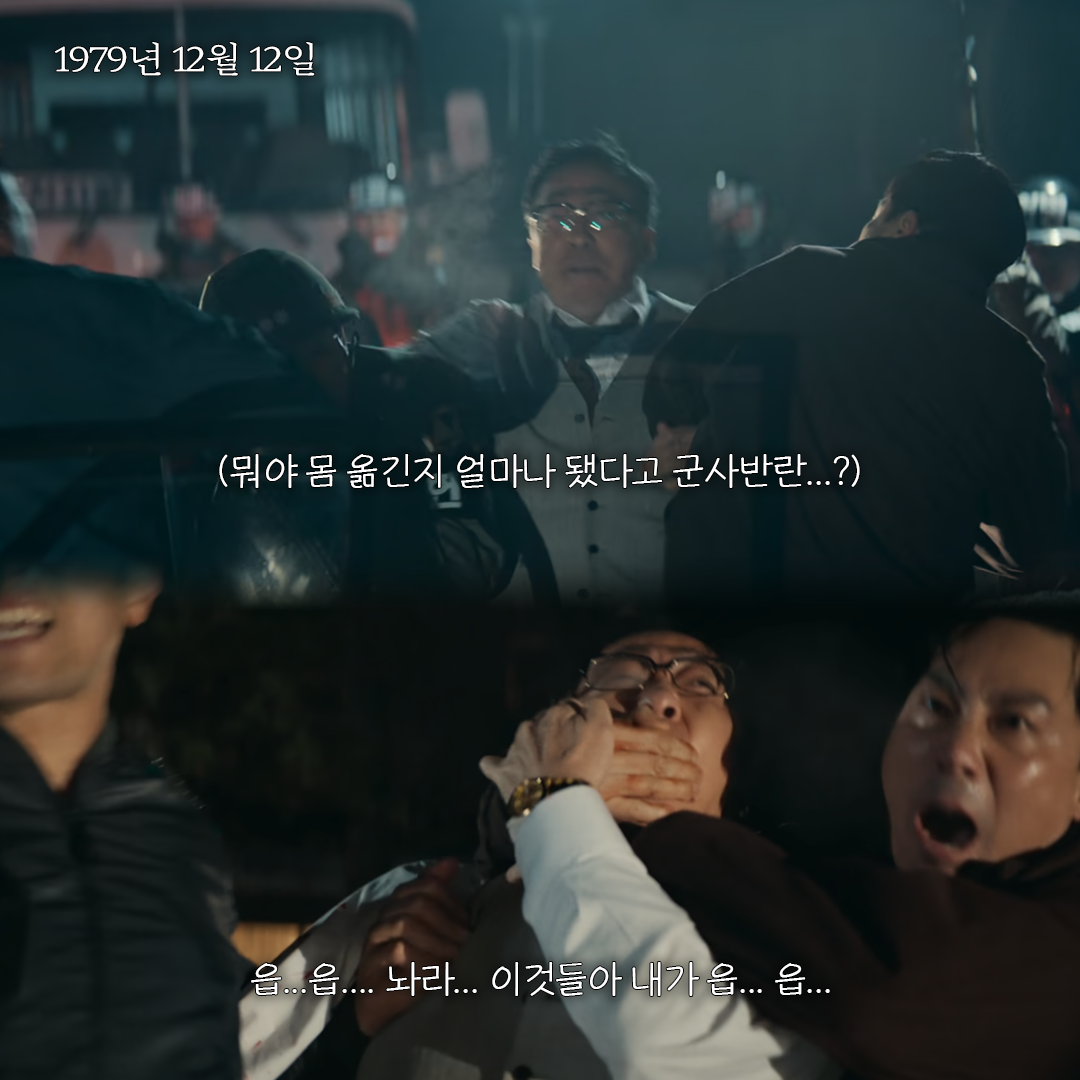 1979년 12월 12일
(뭐야 몸 옮긴지 얼마나 됐다고 군사반란...?)
읍...읍.... 놔라... 이것들아 내가 읍... 읍...